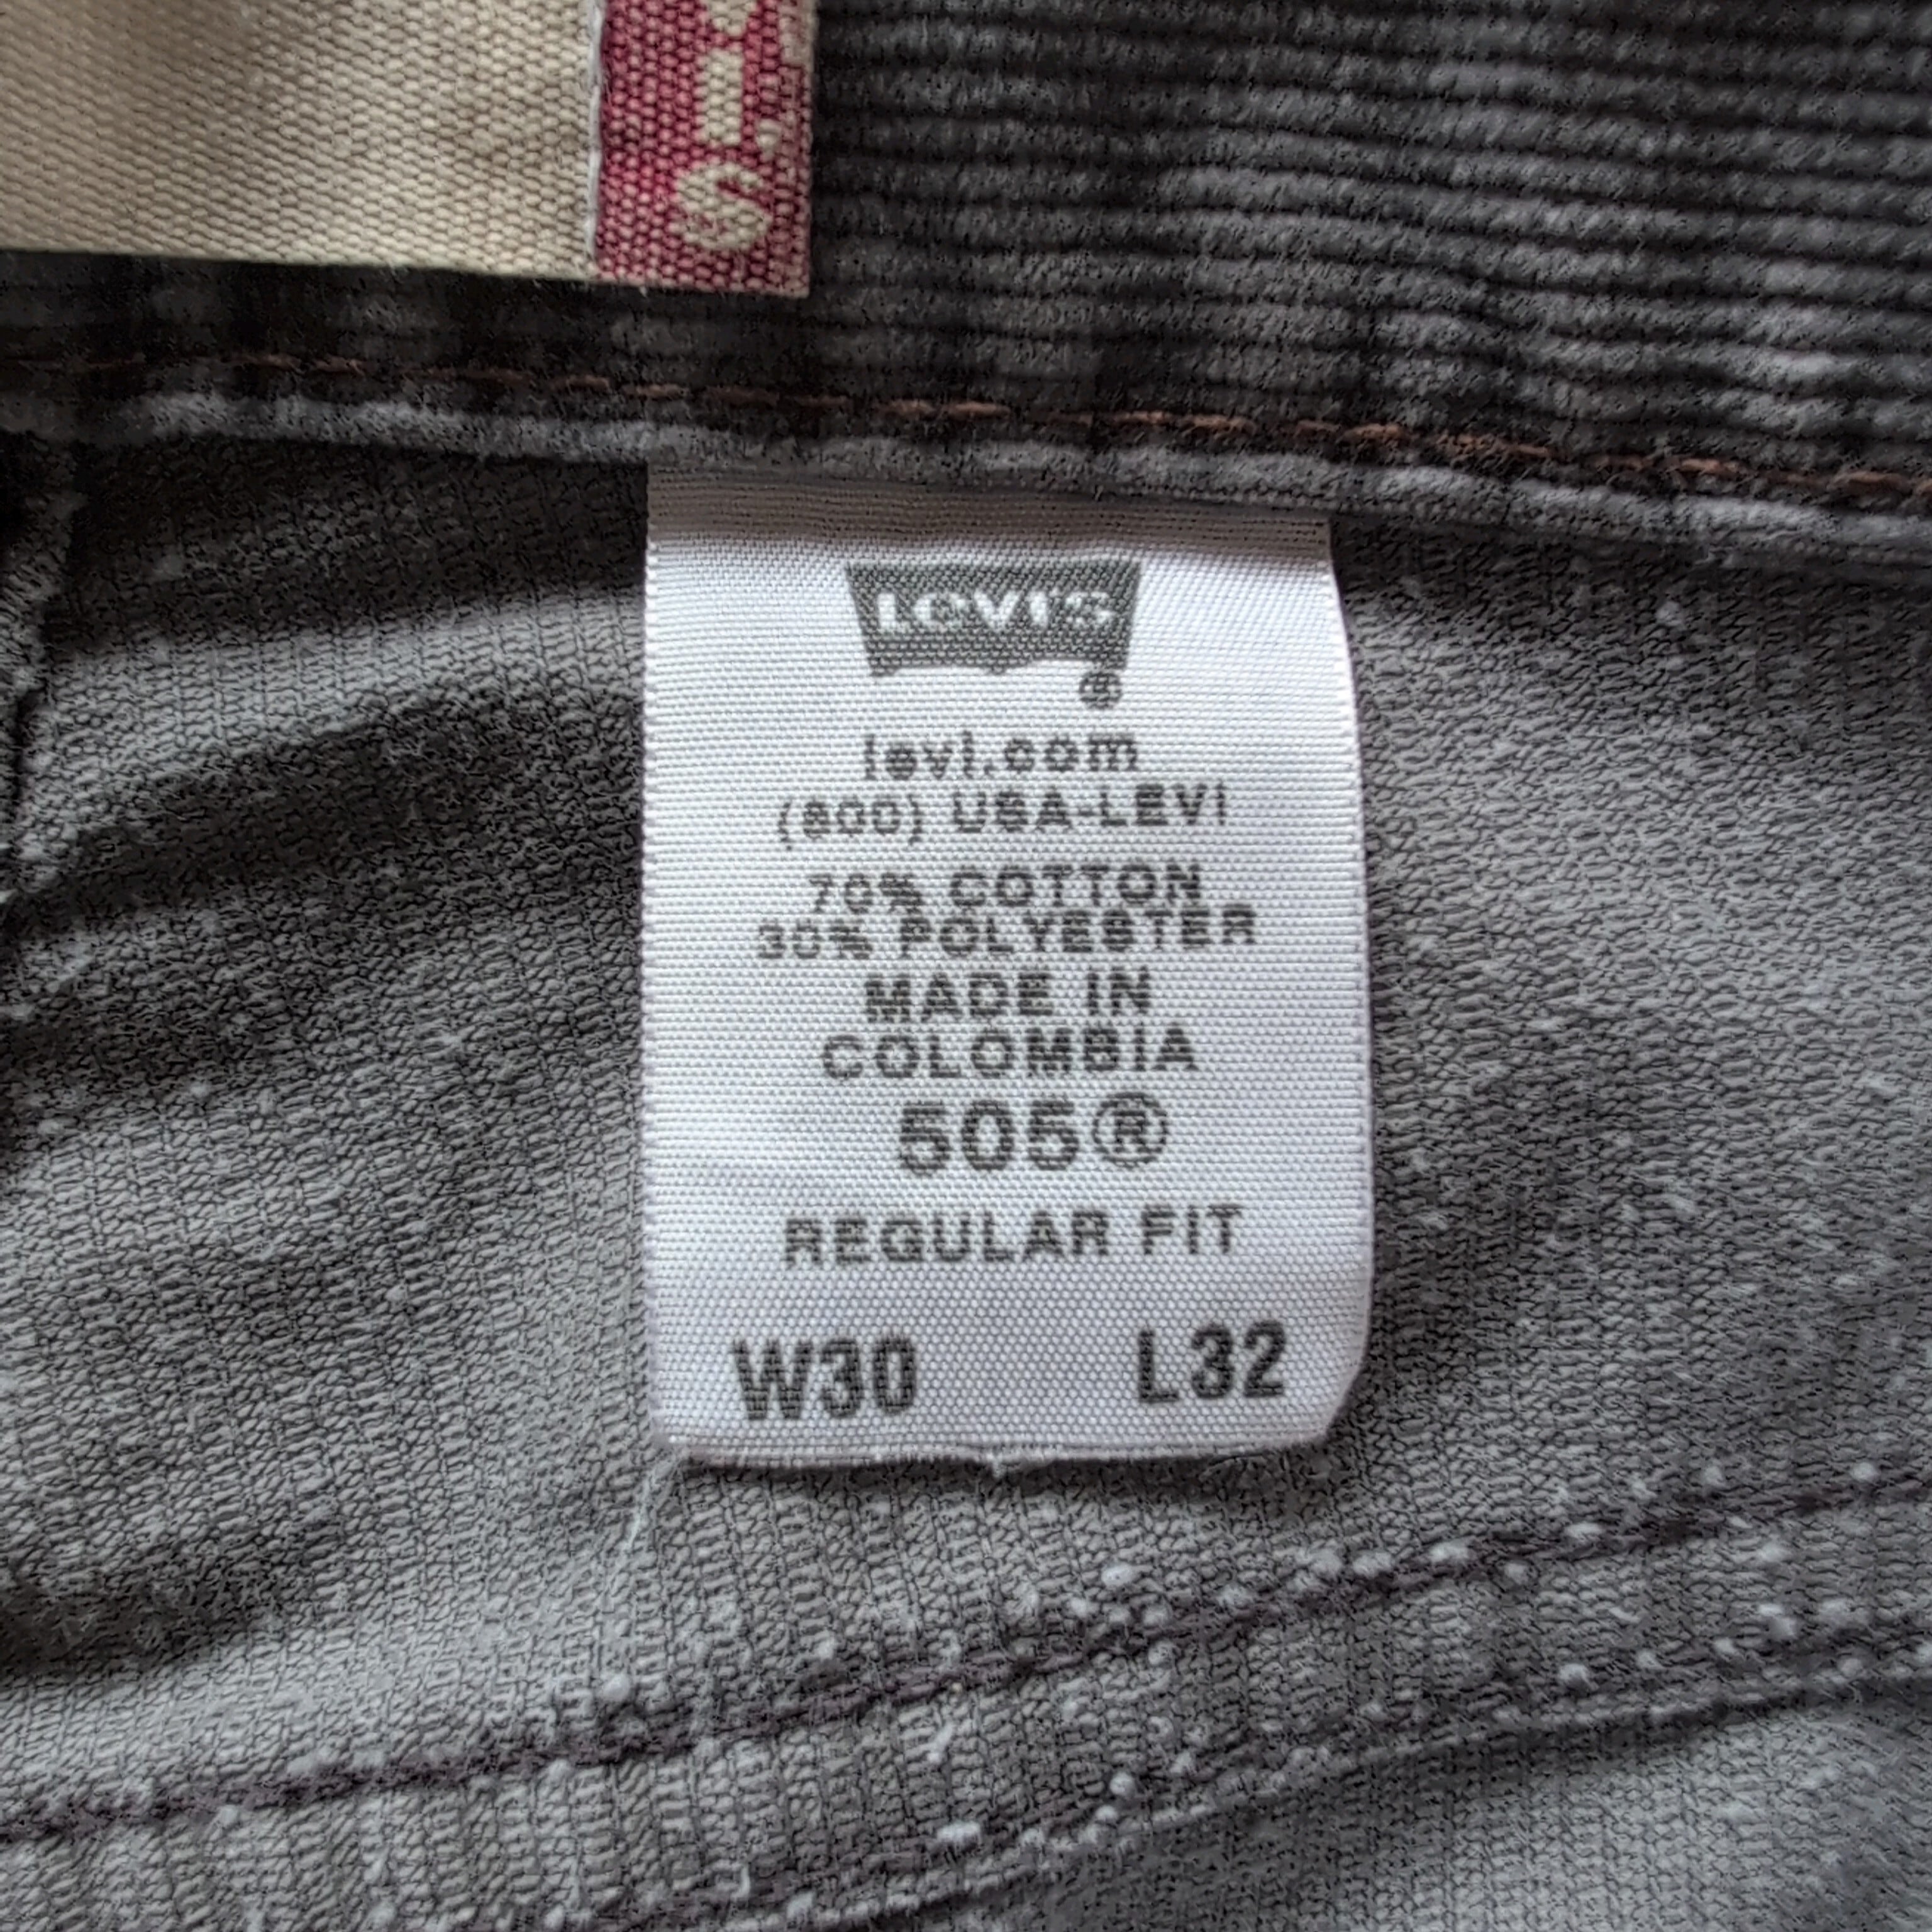 I'S
Levi's
®
levi.com
(800) USA-LEVI
70% COTTON
30% POLYESTER
MADE IN
COLOMBIA
505®
REGULAR FIT
W30 L32